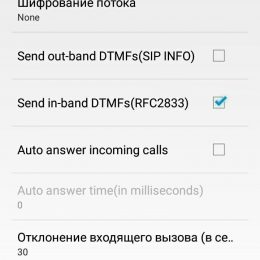 Шифрование потока
None
Send out-band DTMFs(SIP INFO)
Send in-band DTMFs(RFC2833)
Auto answer incoming calls
Auto answer time(in milliseconds)
0
Отклонение входящего вызова (в се..
30